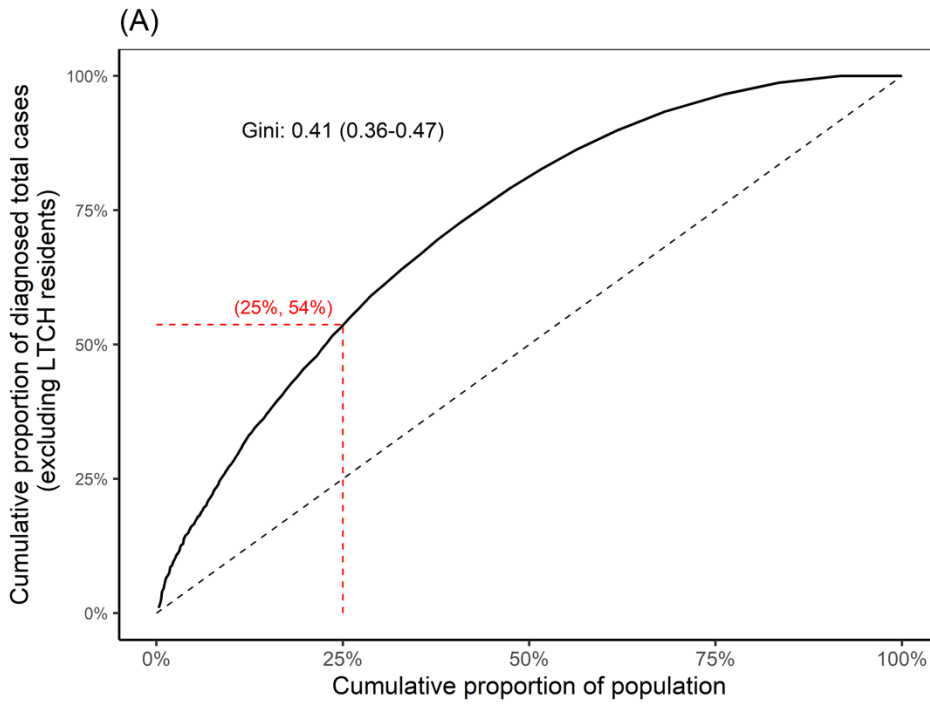 (A)
Cumulative proportion of diagnosed total cases
(excluding LTCH residents)
100%
75%
50%
25%
0%
Gini: 0.41 (0.36-0.47)
(25%, 54%)
0%
25%
50%
75%
100%
Cumulative proportion of population